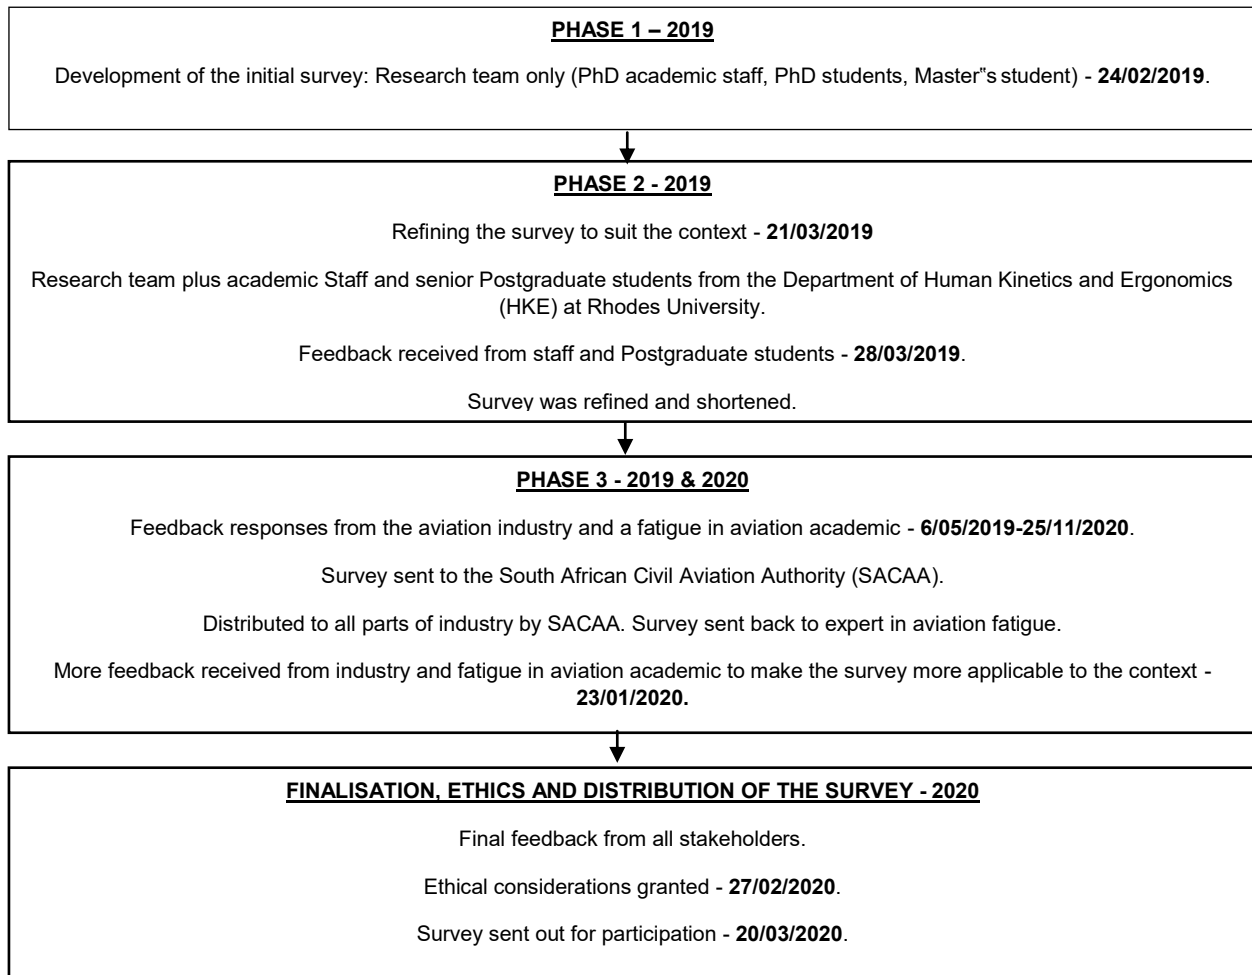 PHASE 1 – 2019
Development of the initial survey: Research team only (PhD academic staff, PhD students, Master‟s student) - 24/02/2019.
PHASE 2 - 2019
Refining the survey to suit the context - 21/03/2019
Research team plus academic Staff and senior Postgraduate students from the Department of Human Kinetics and Ergonomics
(HKE) at Rhodes University.
Feedback received from staff and Postgraduate students - 28/03/2019.
Survey was refined and shortened.
PHASE 3 - 2019 & 2020
Feedback responses from the aviation industry and a fatigue in aviation academic - 6/05/2019-25/11/2020.
Survey sent to the South African Civil Aviation Authority (SACAA).
Distributed to all parts of industry by SACAA. Survey sent back to expert in aviation fatigue.
More feedback received from industry and fatigue in aviation academic to make the survey more applicable to the context -
23/01/2020.
FINALISATION, ETHICS AND DISTRIBUTION OF THE SURVEY - 2020
Final feedback from all stakeholders.
Ethical considerations granted - 27/02/2020.
Survey sent out for participation - 20/03/2020.